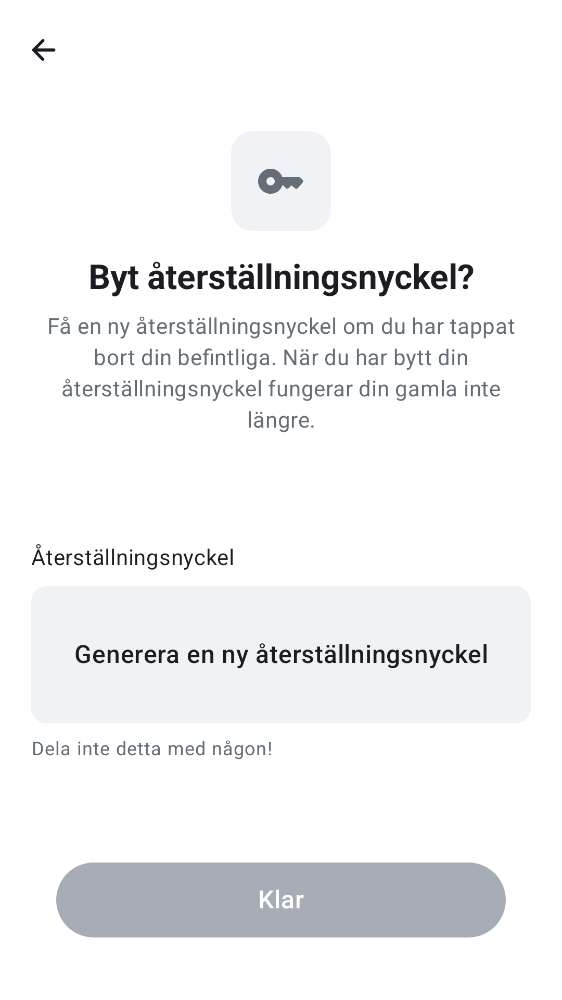 Byt återställningsnyckel?
Få en ny återställningsnyckel om du har tappat
bort din befintliga. När du har bytt din
återställningsnyckel fungerar din gamla inte
längre.
Återställningsnyckel
Generera en ny återställningsnyckel
Dela inte detta med någon!
Klar